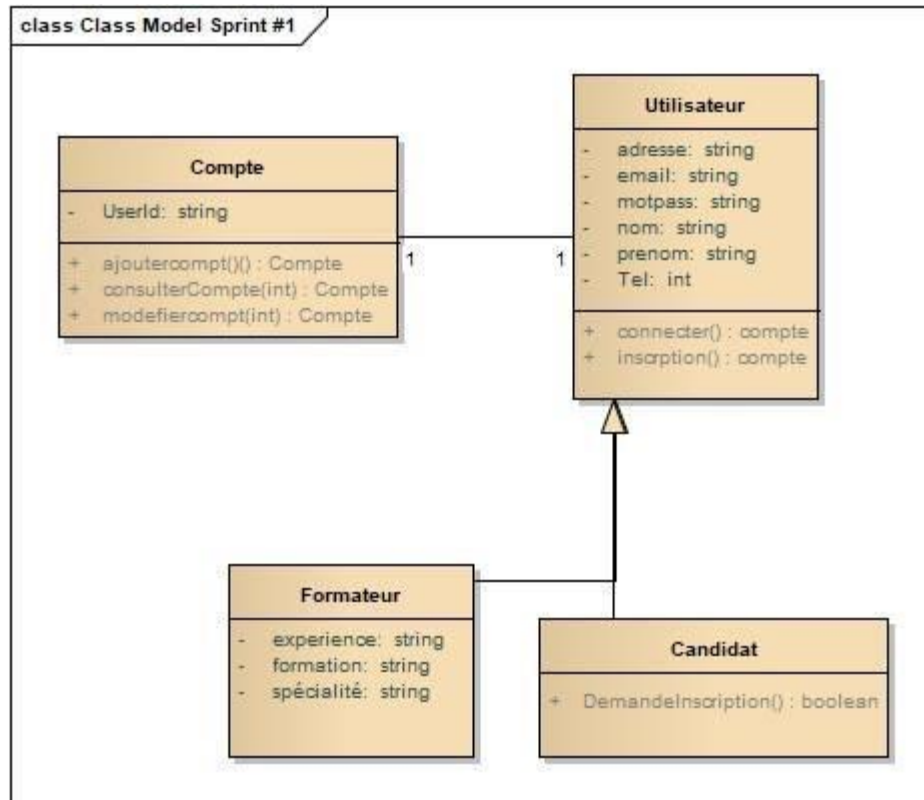 class Class Model Sprint #1
Utilisateur
- adresse: string
- email: string
- motpass: string
- nom: string
- prenom: string
- Tel: int
+ connecter() : compte
+ inscrption() : compte
Compte
- UserId: string
+ ajoutercompt()() : Compte
+ consulterCompte(int) : Compte
+ modefiercompt(int) : Compte
1
1
Formateur
- experience: string
- formation: string
- spécialité: string
Candidat
+ DemandeInscription() : boolean